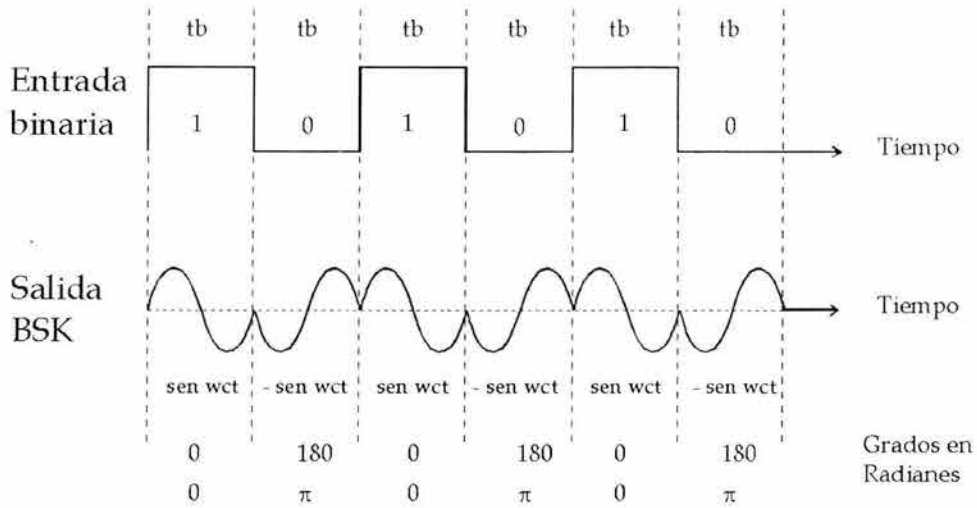 tb tb tb tb tb tb
Entrada
binaria
1 0 1 0 1 0
Tiempo
Salida
BSK
Tiempo
sen wct - sen wct sen wct - sen wct sen wct - sen wct
0 180 0 180 0 180
0 π 0 π 0 π
Grados en
Radianes